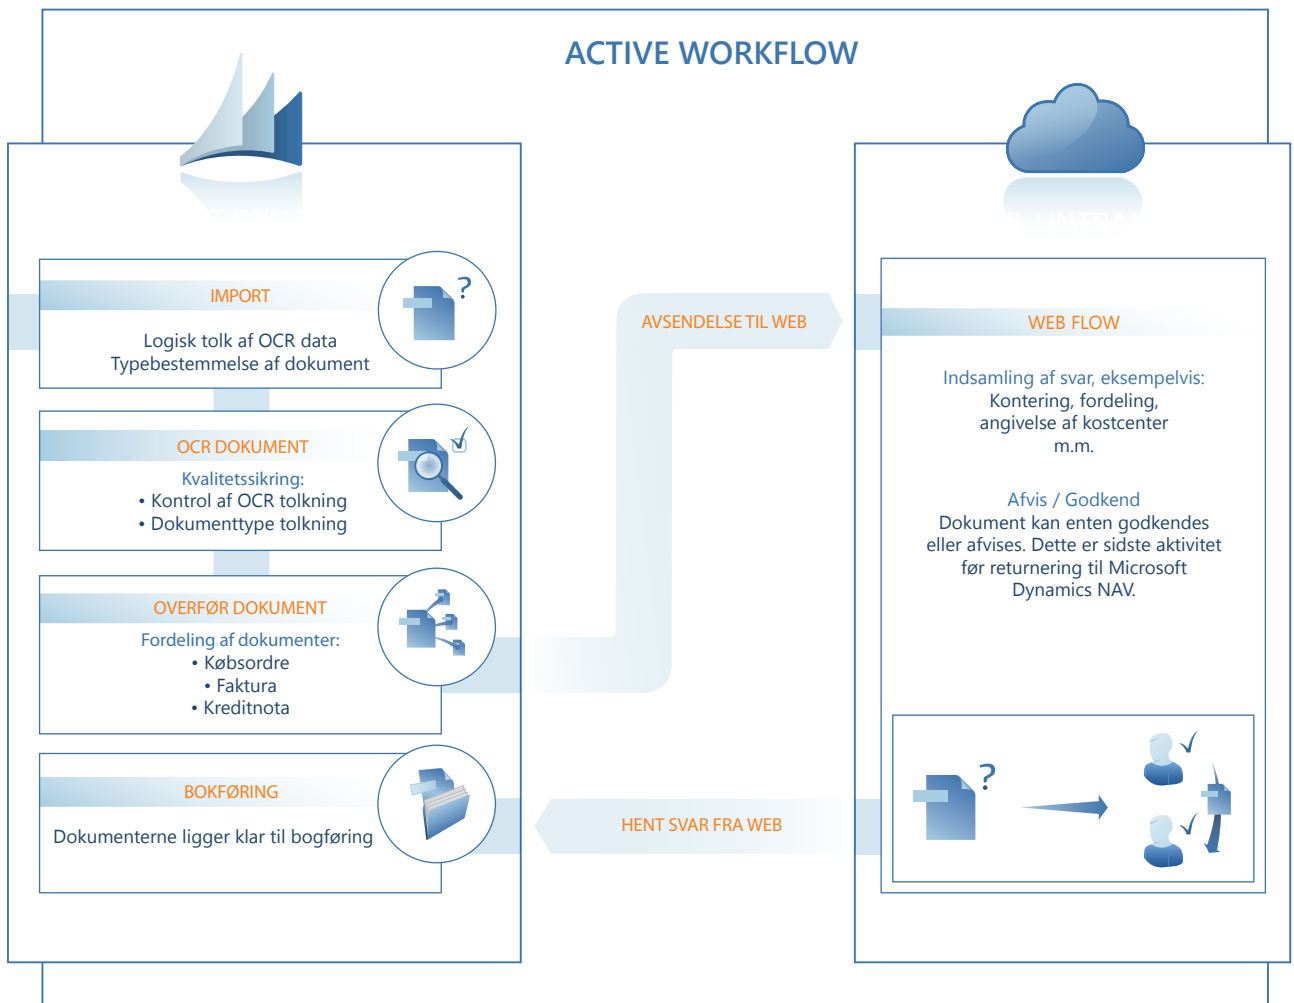 ACTIVE WORKFLOW
IMPORT
Logisk tolk af OCR data
Typebestemmelse af dokument
?
OCR DOKUMENT
Kvalitetssikring:
• Kontrol af OCR tolkning
• Dokumenttype tolkning
OVERFØR DOKUMENT
Fordeling af dokumenter:
• Købsordre
• Faktura
• Kreditnota
BOKFØRING
Dokumenterne ligger klar til bogføring
AVSENDELSE TIL WEB
HENT SVAR FRA WEB
WEB FLOW
Indsamling af svar, eksempelvis:
Kontering, fordeling,
angivelse af kostcenter
m.m.
Afvis / Godkend
Dokument kan enten godkendes
eller afvises. Dette er sidste aktivitet
før returnering til Microsoft
Dynamics NAV.
?